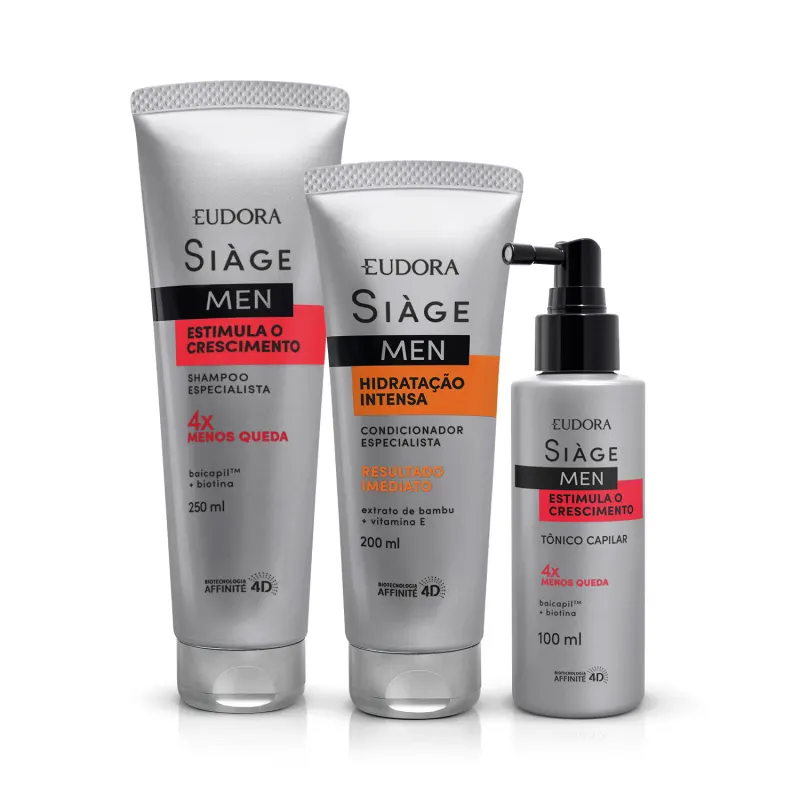 EUDORA
SIÀGE
MEN
ESTIMULA O
CRESCIMENTO
SHAMPOO
ESPECIALISTA
4x
MENOS QUEDA
baicapil™
+ biotina
250 ml
BIOTECNOLOGIA
AFFINITÉ 4D
EUDORA
SIÀGE
MEN
HIDRATAÇÃO
INTENSA
CONDICIONADOR
ESPECIALISTA
RESULTADO
IMEDIATO
extrato de bambu
+ vitamina E
200 ml
BIOTECNOLOGIA
AFFINITÉ 4D
EUDORA
SIÀGE
MEN
ESTIMULA O
CRESCIMENTO
TÔNICO CAPILAR
4x
MENOS QUEDA
baicapil™
+ biotina
100 ml
BIOTECNOLOGIA
AFFINITÉ 4D